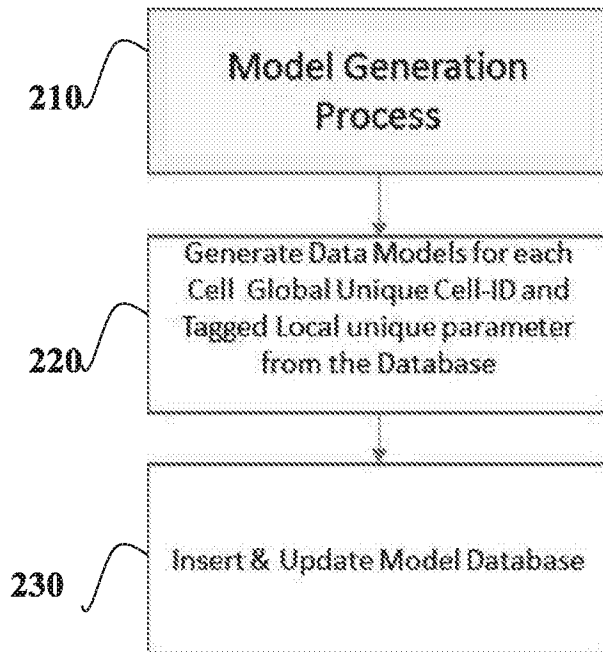 210
Model Generation
Process
220
Generate Data Models for each
Cell Global Unique Cell-ID and
Tagged Local unique parameter
from the Database
230
Insert & Update Model Database